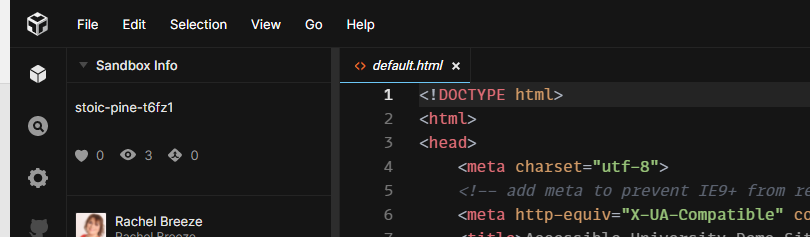 File Edit Selection View Go Help
Sandbox Info
stoic-pine-t6fz1
0 3 0
Rachel Breeze
Rachel Breeze
<> default.html ×
1 <!DOCTYPE html>
2 <html>
3 <head>
4 <meta charset="utf-8">
5 <!-- add meta to prevent IE9+ from re
6 <meta http-equiv="X-UA-Compatible" co
7 <title>Accessible University Demo Sit